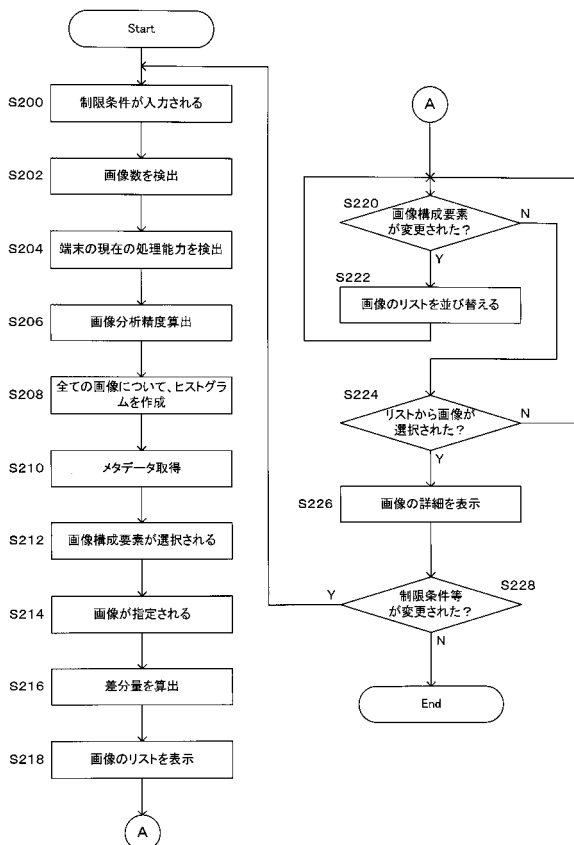 Start
S200
制限条件が入力される
S202
画像数を検出
S204
端末の現在の処理能力を検出
S206
画像分析精度算出
S208
全ての画像について、ヒストグラ
ムを作成
S210
メタデータ取得
S212
画像構成要素が選択される
S214
画像が指定される
S216
差分量を算出
S218
画像のリストを表示
A
A
S220
画像構成要素
が変更された？
N
Y
S222
画像のリストを並び替える
S224
リストから画像が
選択された？
N
Y
S226
画像の詳細を表示
S228
制限条件等
が変更された？
Y
N
End